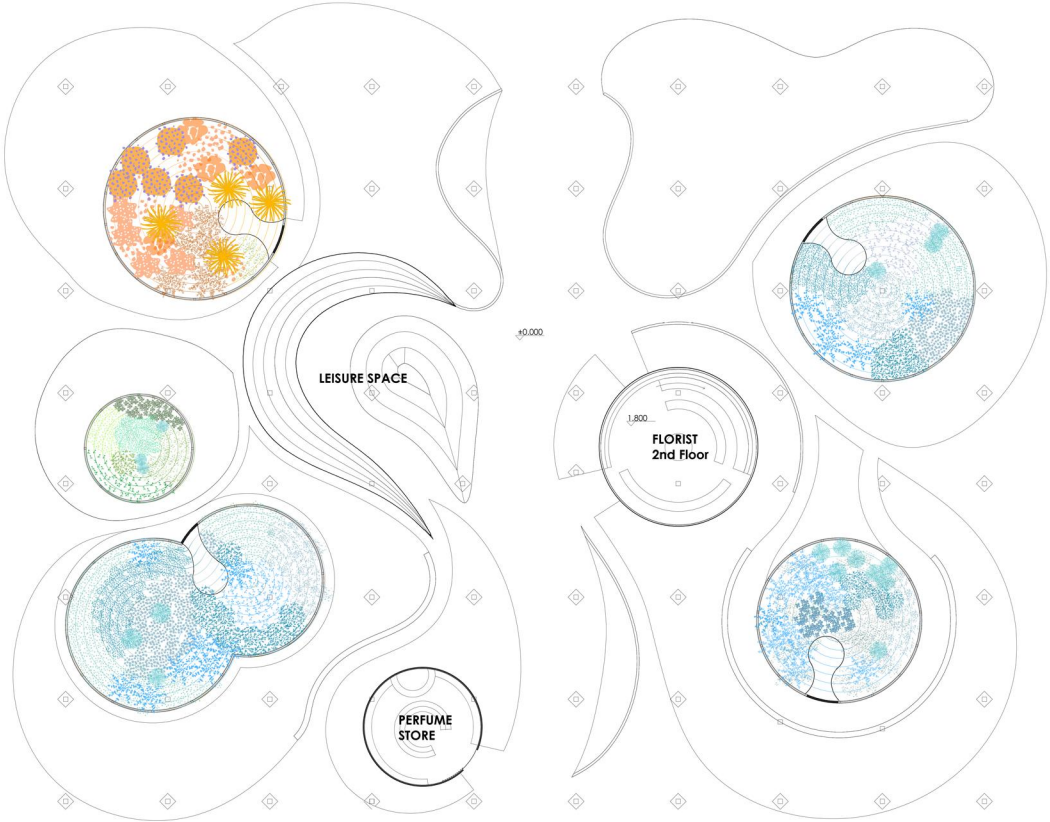 ±0.000
LEISURE SPACE
1.800
FLORIST
2nd Floor
PERFUME
STORE